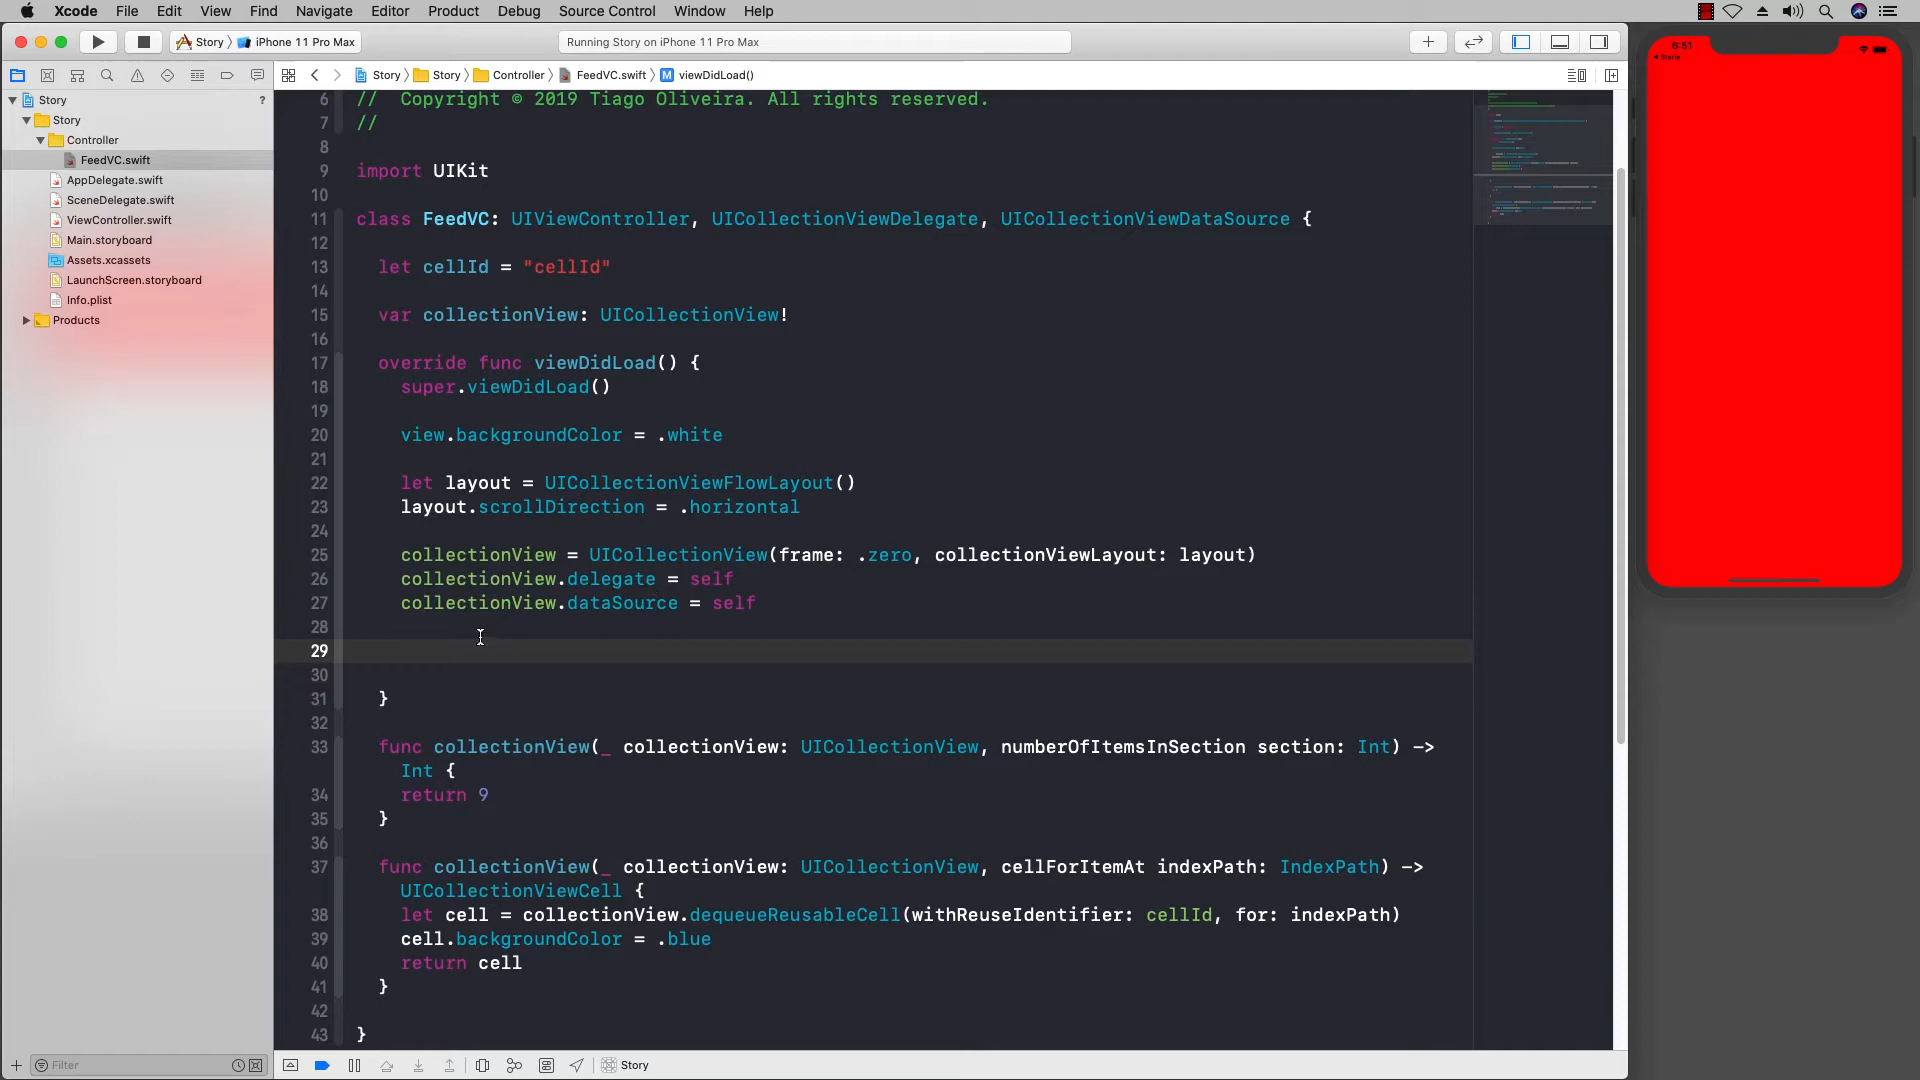 Xcode File Edit View Find Navigate Editor Product Debug Source Control Window Help
Story iPhone 11 Pro Max
Running Story on iPhone 11 Pro Max
6:51
Story Story Controller FeedVC.swift M viewDidLoad()
Story ?
Story
Controller
FeedVC.swift
AppDelegate.swift
SceneDelegate.swift
ViewController.swift
Main.storyboard
Assets.xcassets
LaunchScreen.storyboard
Info.plist
Products
6 // Copyright © 2019 Tiago Oliveira. All rights reserved.
7 //
8
9 import UIKit
10
11 class FeedVC: UIViewController, UICollectionViewDelegate, UICollectionViewDataSource {
12
13 let cellId = "cellId"
14
15 var collectionView: UICollectionView!
16
17 override func viewDidLoad() {
18 super.viewDidLoad()
19
20 view.backgroundColor = .white
21
22 let layout = UICollectionViewFlowLayout()
23 layout.scrollDirection = .horizontal
24
25 collectionView = UICollectionView(frame: .zero, collectionViewLayout: layout)
26 collectionView.delegate = self
27 collectionView.dataSource = self
28
29
30
31 }
32
33 func collectionView(_ collectionView: UICollectionView, numberOfItemsInSection section: Int) ->
Int {
34 return 9
35 }
36
37 func collectionView(_ collectionView: UICollectionView, cellForItemAt indexPath: IndexPath) ->
UICollectionViewCell {
38 let cell = collectionView.dequeueReusableCell(withReuseIdentifier: cellId, for: indexPath)
39 cell.backgroundColor = .blue
40 return cell
41 }
42
43 }
Filter
Story